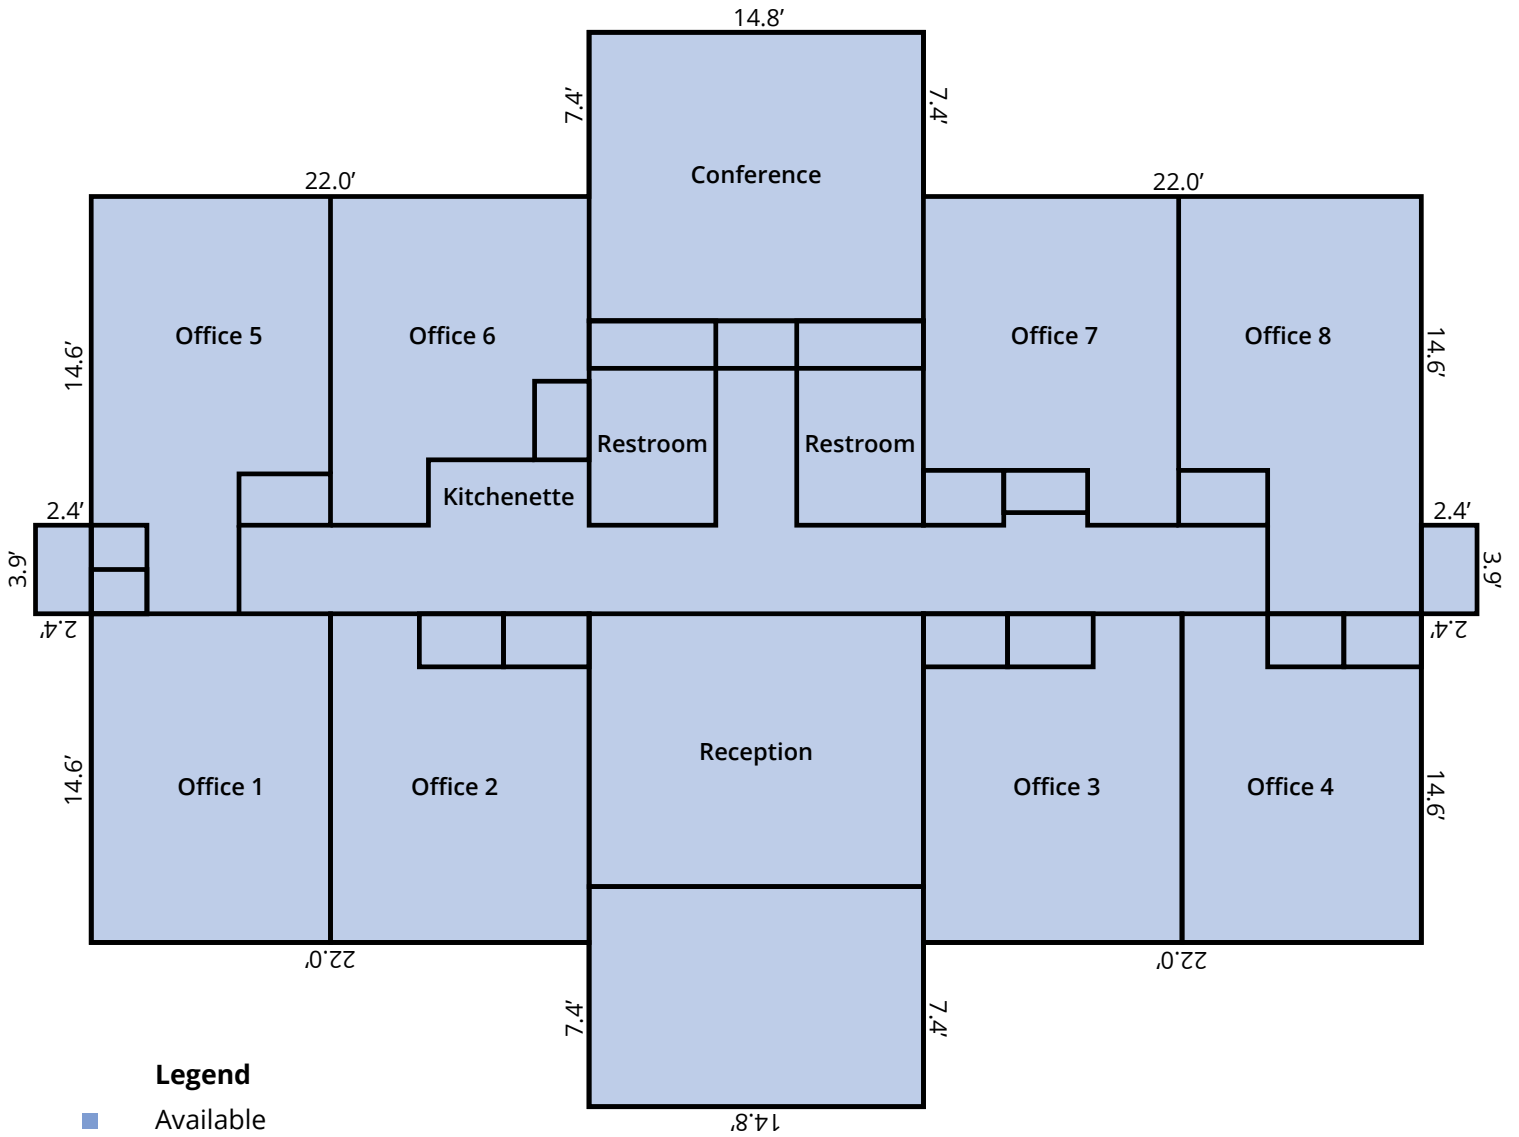 14.8’
7.4’
7.4’
Conference
22.0’
22.0’
Office 5
Office 6
Office 7
Office 8
14.6’
14.6’
Restroom
Restroom
Kitchenette
2.4’
2.4’
3.9’
3.9’
2.4’
2.4’
Reception
14.6’
Office 1
Office 2
Office 3
Office 4
14.6’
22.0’
22.0’
7.4’
7.4’
Legend
Available
14.8’